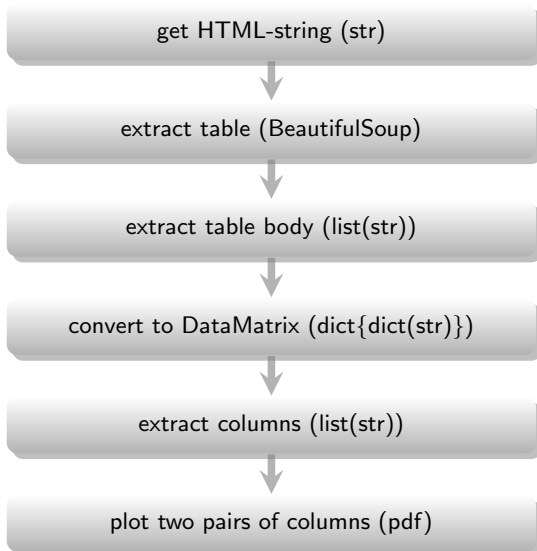 get HTML-string (str)
extract table (BeautifulSoup)
extract table body (list(str))
convert to DataMatrix (dict{dict(str)})
extract columns (list(str))
plot two pairs of columns (pdf)